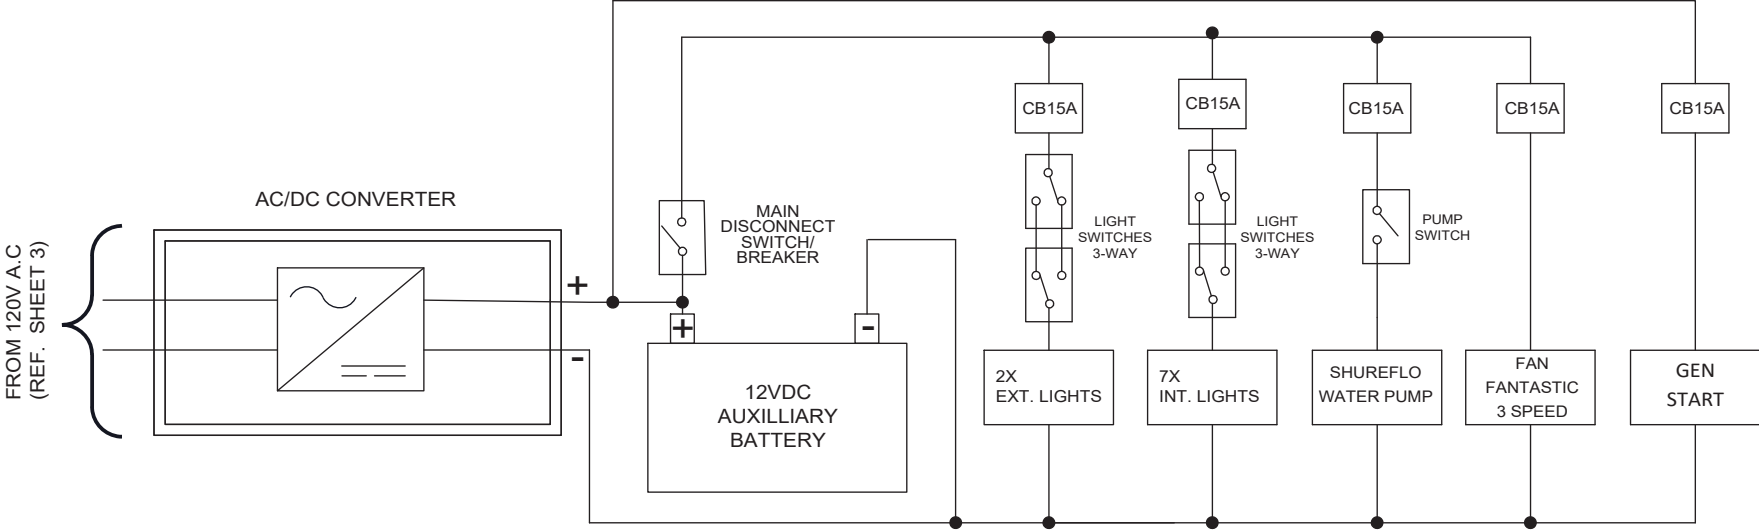 FROM 120V A.C
(REF. SHEET 3)
AC/DC CONVERTER
+
-
MAIN
DISCONNECT
SWITCH/
BREAKER
+
-
12VDC
AUXILLIARY
BATTERY
CB15A
CB15A
CB15A
CB15A
CB15A
LIGHT
SWITCHES
3-WAY
LIGHT
SWITCHES
3-WAY
PUMP
SWITCH
2X
EXT. LIGHTS
7X
INT. LIGHTS
SHUREFLO
WATER PUMP
FAN
FANTASTIC
3 SPEED
GEN
START